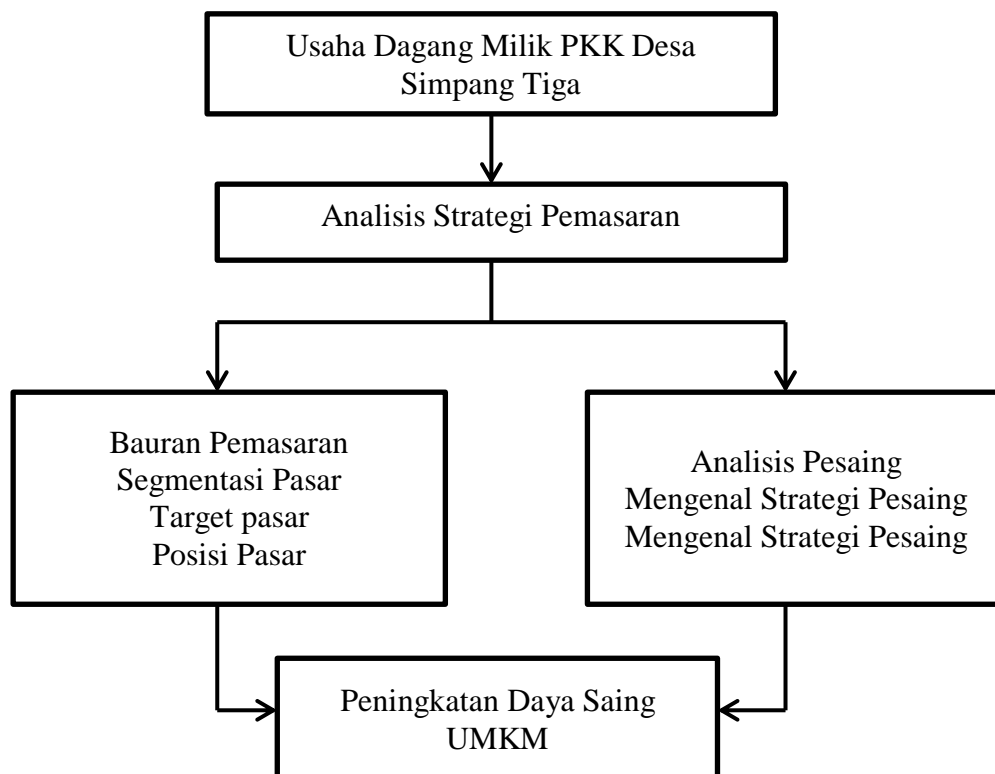 Usaha Dagang Milik PKK Desa
Simpang Tiga
Analisis Strategi Pemasaran
Bauran Pemasaran
Segmentasi Pasar
Target pasar
Posisi Pasar
Analisis Pesaing
Mengenal Strategi Pesaing
Mengenal Strategi Pesaing
Peningkatan Daya Saing
UMKM